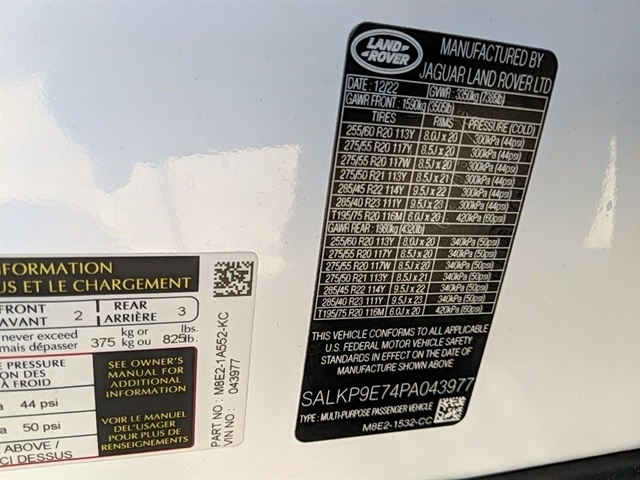 LAND ROVER
MANUFACTURED BY
JAGUAR LAND ROVER LTD
DATE: 12/22 GVWR: 3350kg (7385lb)
GAWR FRONT: 1590kg (3505lb)
TIRES RIMS PRESSURE (COLD)
255/60 R20 113Y 8.0J x 20 300kPa (44psi)
275/55 R20 117Y 8.5J x 20 300kPa (44psi)
275/55 R20 117W 8.5J x 20 300kPa (44psi)
275/50 R21 113Y 8.5J x 21 300kPa (44psi)
285/45 R22 114Y 9.5J x 22 300kPa (44psi)
285/40 R23 111Y 9.5J x 23 300kPa (44psi)
T195/75 R20 116M 6.0J x 20 420kPa (60psi)
GAWR REAR: 1960kg (4320lb)
255/60 R20 113Y 8.0J x 20 340kPa (50psi)
275/55 R20 117V 8.5J x 20 340kPa (50psi)
275/55 R20 117W 8.5J x 20 340kPa (50psi)
275/50 R21 113Y 8.5J x 21 340kPa (50psi)
285/45 R22 114Y 9.5J x 22 340kPa (50psi)
285/40 R23 111Y 9.5J x 23 340kPa (50psi)
T195/75 R20 116M 6.0J x 20 420kPa (60psi)
THIS VEHICLE CONFORMS TO ALL APPLICABLE
U.S. FEDERAL MOTOR VEHICLE SAFETY
STANDARDS IN EFFECT ON THE DATE OF
MANUFACTURE SHOWN ABOVE.
SALKP9E74PA043977
TYPE: MULTI-PURPOSE PASSENGER VEHICLE
M8E2-1532-CC
INFORMATION
US ET LE CHARGEMENT
FRONT 2 REAR 3
AVANT ARRIÈRE
never exceed 375 kg or 825 lbs.
mais dépasser kg ou lb.
E PRESSURE
ON DES
À FROID
a 44 psi
a 50 psi
ABOVE /
CI DESSUS
SEE OWNER'S
MANUAL FOR
ADDITIONAL
INFORMATION
VOIR LE MANUEL
DE L'USAGER
POUR PLUS DE
RENSEIGNEMENTS
PART NO : M8E2-1A552-KC
VIN NO : 043977